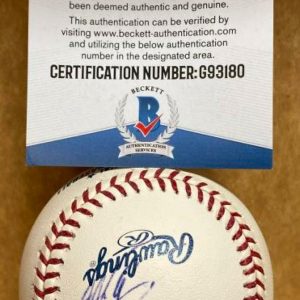 been deemed authentic and genuine.
This authentication can be verified by
visiting www.beckett-authentication.com
and utilizing the below authentication
number in the designated area.
CERTIFICATION NUMBER:G93180
BECKETT
B
AUTHENTICATION
SERVICES
Rawlings
R